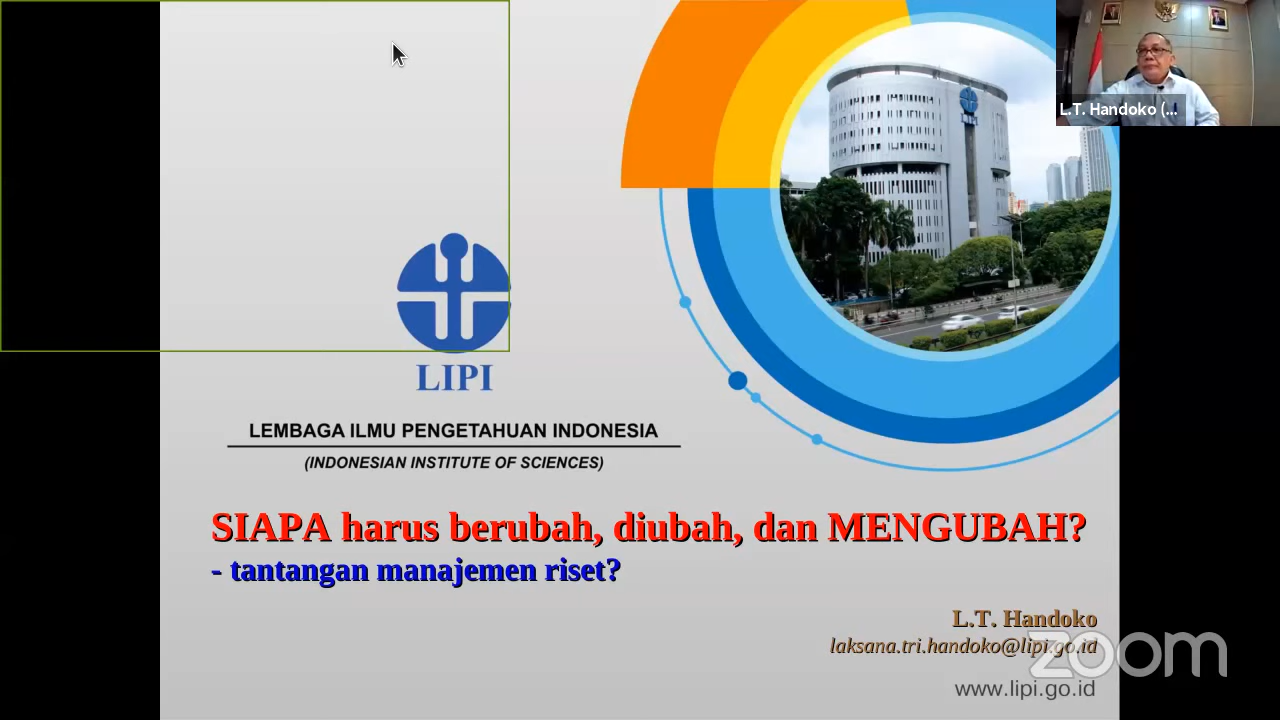 L.T. Handoko (...
LIPI
LEMBAGA ILMU PENGETAHUAN INDONESIA
(INDONESIAN INSTITUTE OF SCIENCES)
SIAPA harus berubah, diubah, dan MENGUBAH?
- tantangan manajemen riset?
L.T. Handoko
laksana.tri.handoko@lipi.go.id
zoom
www.lipi.go.id